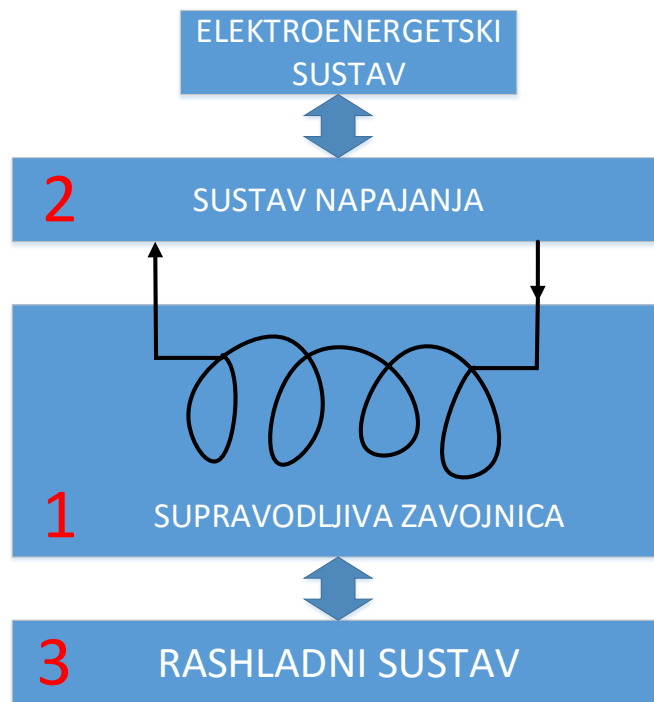 ELEKTROENERGETSKI
SUSTAV
2 SUSTAV NAPAJANJA
1 SUPRAVODLJIVA ZAVOJNICA
3 RASHLADNI SUSTAV